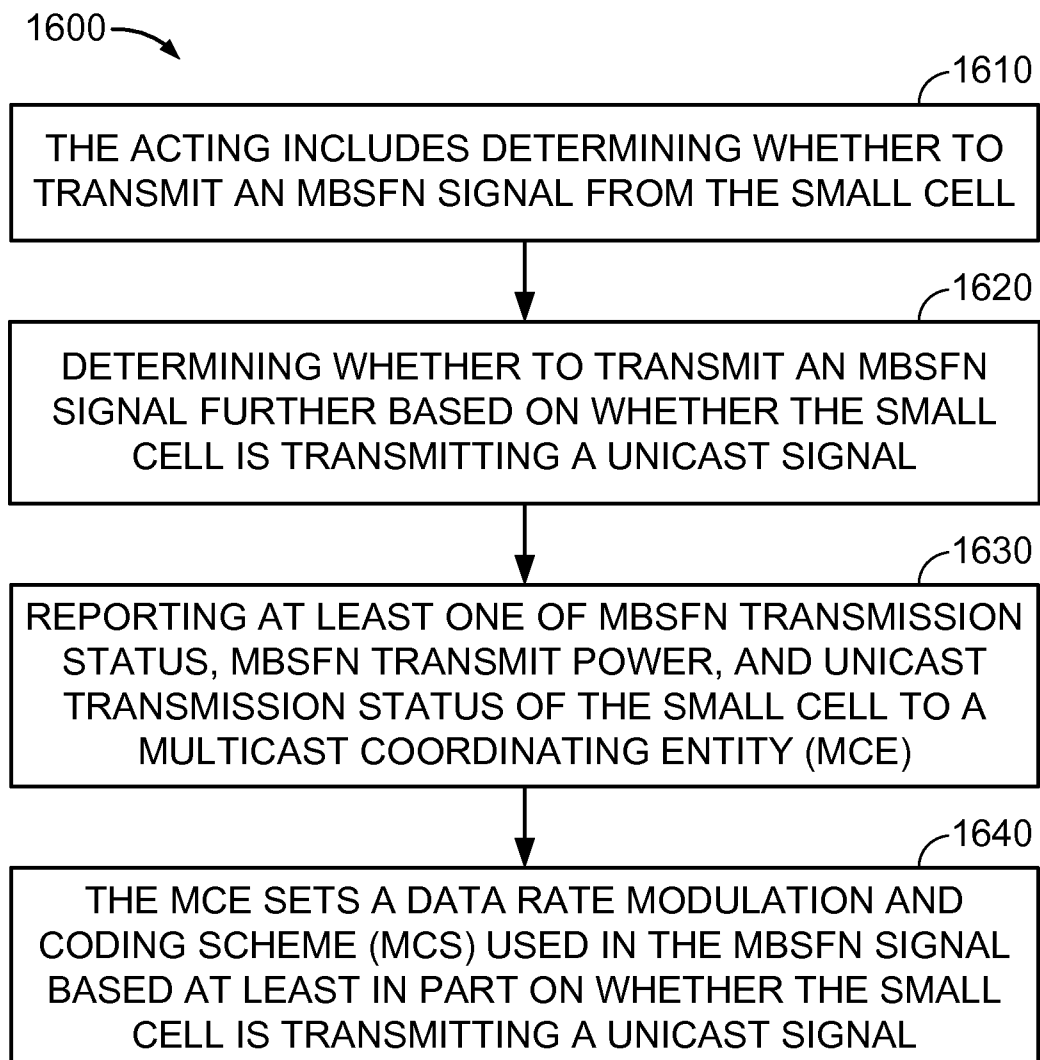 1600
1610
THE ACTING INCLUDES DETERMINING WHETHER TO
TRANSMIT AN MBSFN SIGNAL FROM THE SMALL CELL
1620
DETERMINING WHETHER TO TRANSMIT AN MBSFN
SIGNAL FURTHER BASED ON WHETHER THE SMALL
CELL IS TRANSMITTING A UNICAST SIGNAL
1630
REPORTING AT LEAST ONE OF MBSFN TRANSMISSION
STATUS, MBSFN TRANSMIT POWER, AND UNICAST
TRANSMISSION STATUS OF THE SMALL CELL TO A
MULTICAST COORDINATING ENTITY (MCE)
1640
THE MCE SETS A DATA RATE MODULATION AND
CODING SCHEME (MCS) USED IN THE MBSFN SIGNAL
BASED AT LEAST IN PART ON WHETHER THE SMALL
CELL IS TRANSMITTING A UNICAST SIGNAL